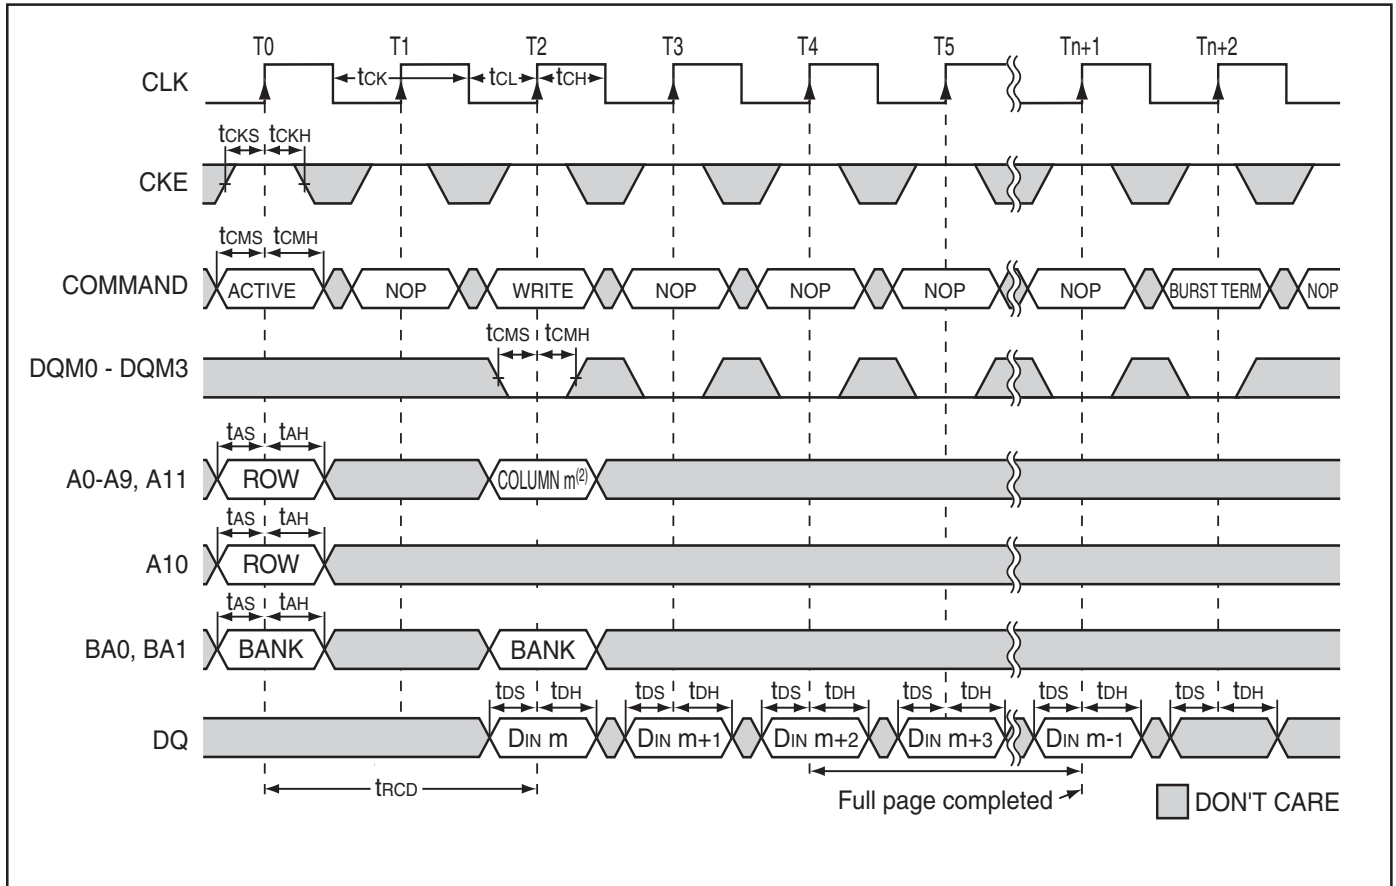 T0 T1 T2 T3 T4 T5 Tn+1 Tn+2
CLK tCK tCL tCH
tCKS tCKH
CKE
tCMS tCMH
COMMAND ACTIVE NOP WRITE NOP NOP NOP NOP BURST TERM NOP
tCMS tCMH
DQM0 - DQM3
tAS tAH
A0-A9, A11 ROW COLUMN m(2)
tAS tAH
A10 ROW
tAS tAH
BA0, BA1 BANK BANK
tDS tDH tDS tDH tDS tDH tDS tDH tDS tDH tDS tDH
DQ DIN m DIN m+1 DIN m+2 DIN m+3 DIN m-1
tRCD
Full page completed
DON'T CARE